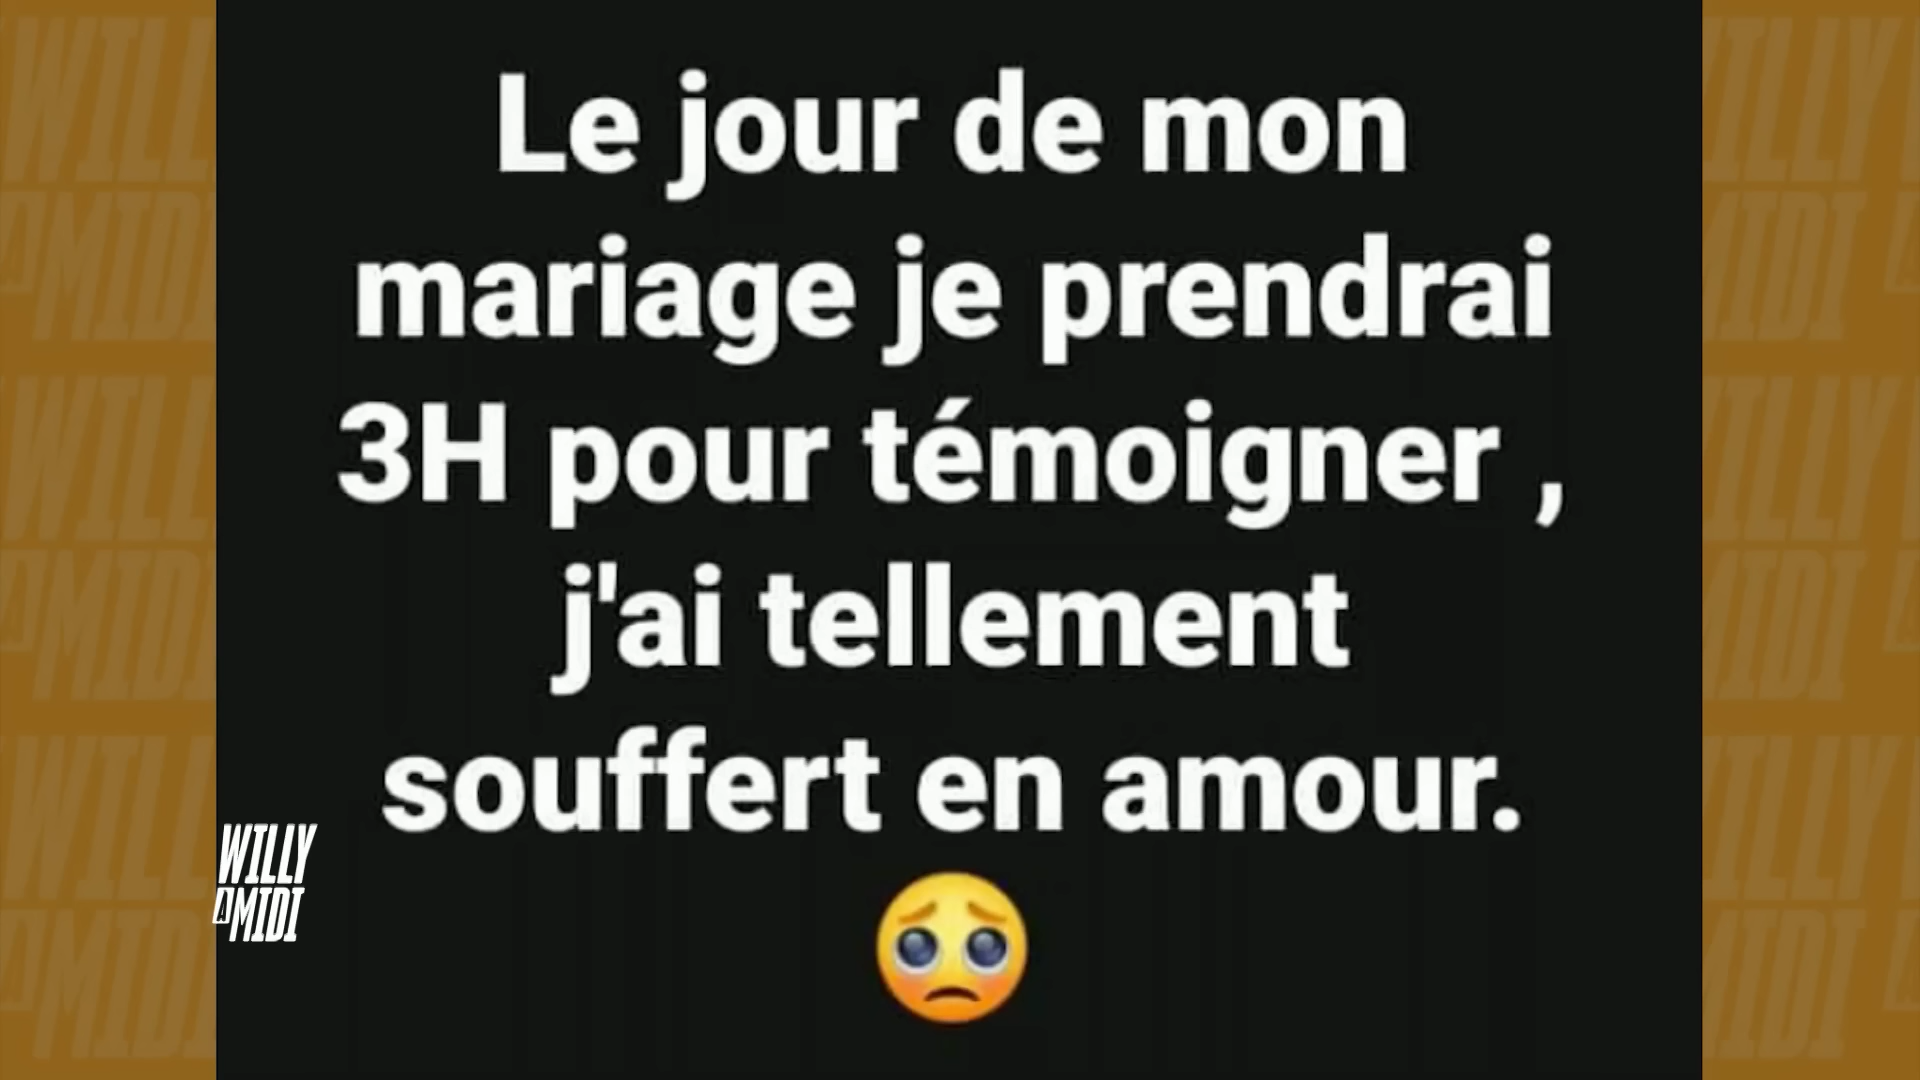 Le jour de mon
mariage je prendrai
3H pour témoigner ,
j'ai tellement
souffert en amour.
🥺
WILLY
A MIDI